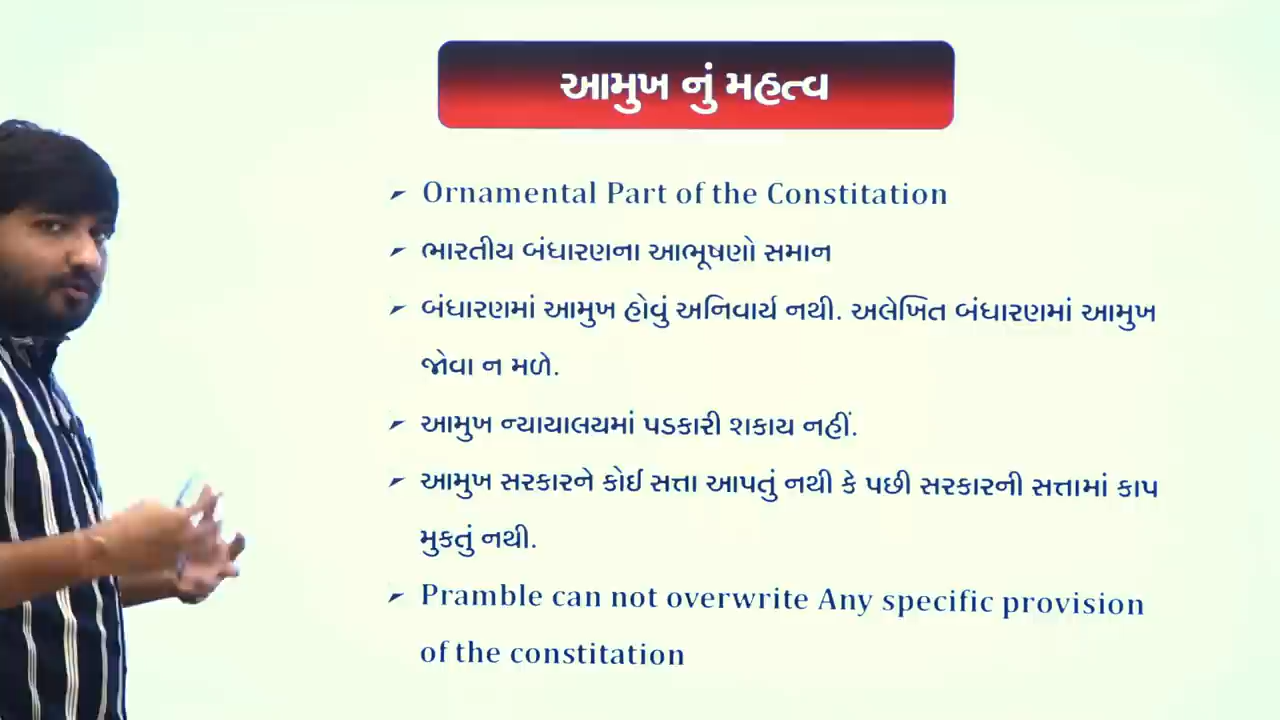 આમુખ નું મહત્વ
➢ Ornamental Part of the Constitation
➢ ભારતીય બંધારણના આભૂષણો સમાન
➢ બંધારણમાં આમુખ હોવું અનિવાર્ય નથી. અલેખિત બંધારણમાં આમુખ
જોવા ન મળે.
➢ આમુખ ન્યાયાલયમાં પડકારી શકાય નહીં.
➢ આમુખ સરકારને કોઈ સત્તા આપતું નથી કે પછી સરકારની સત્તામાં કાપ
મુકતું નથી.
➢ Pramble can not overwrite Any specific provision
of the constitation